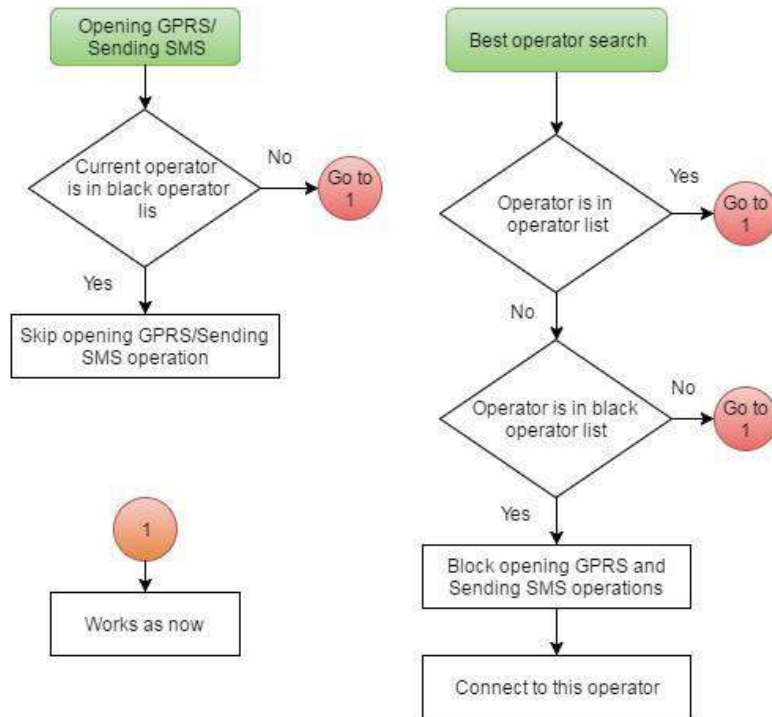 Opening GPRS/
Sending SMS
Current operator
is in black operator
lis
No
Go to
1
Yes
Skip opening GPRS/Sending
SMS operation
1
Works as now
Best operator search
Operator is in
operator list
Yes
Go to
1
No
Operator is in black
operator list
No
Go to
1
Yes
Block opening GPRS and
Sending SMS operations
Connect to this operator